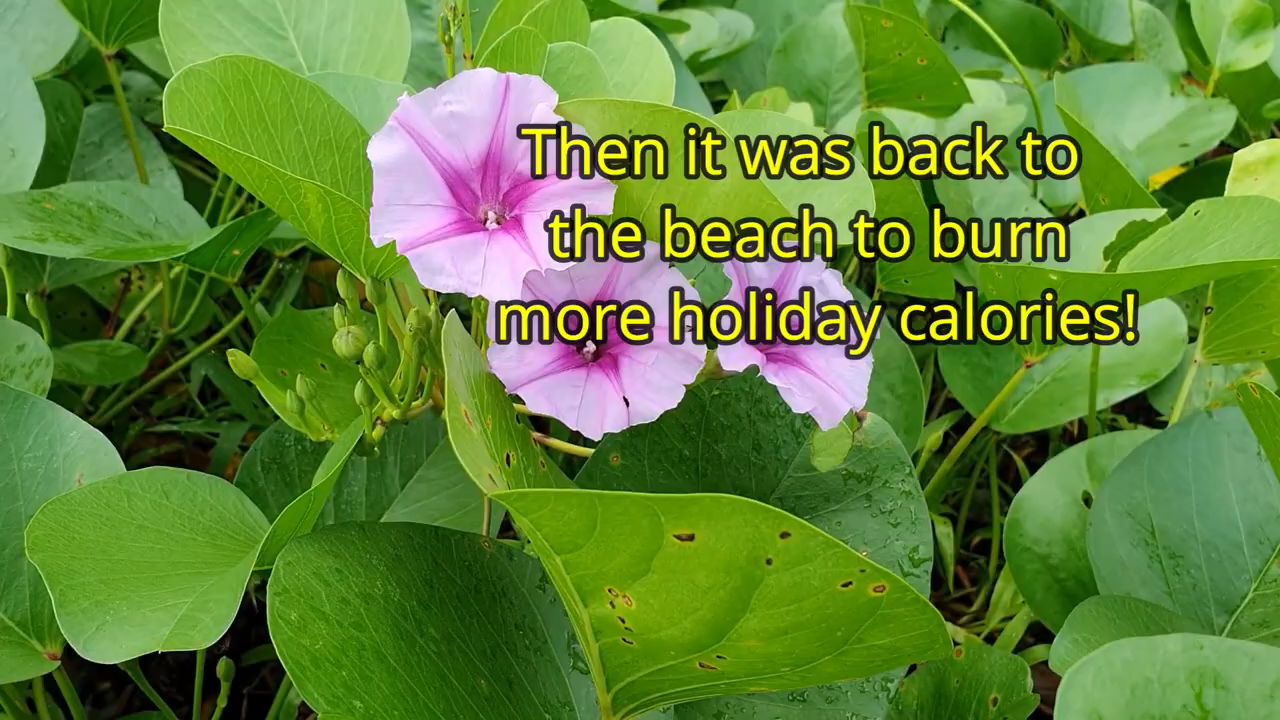 Then it was back to
the beach to burn
more holiday calories!